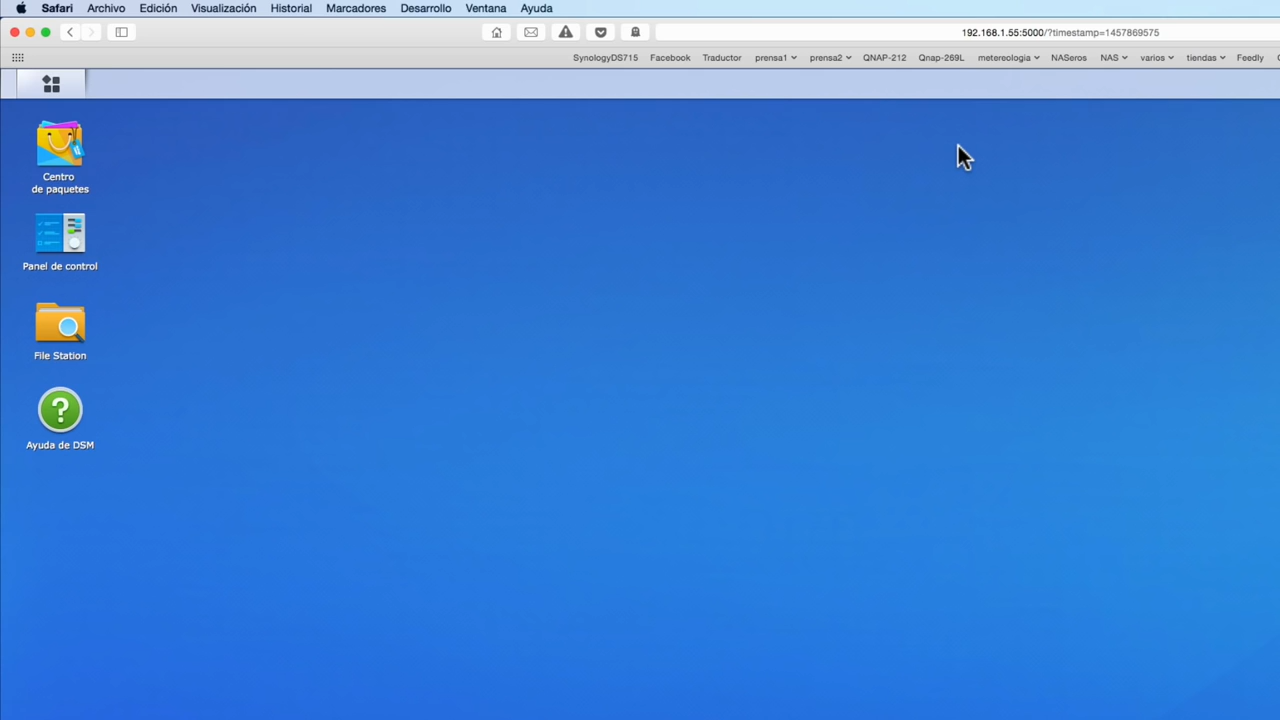 Safari Archivo Edición Visualización Historial Marcadores Desarrollo Ventana Ayuda
192.168.1.55:5000/?timestamp=1457869575
SynologyDS715 Facebook Traductor prensa1 prensa2 QNAP-212 Qnap-269L metereologia NASeros NAS varios tiendas Feedly
Centro
de paquetes
Panel de control
File Station
?
Ayuda de DSM